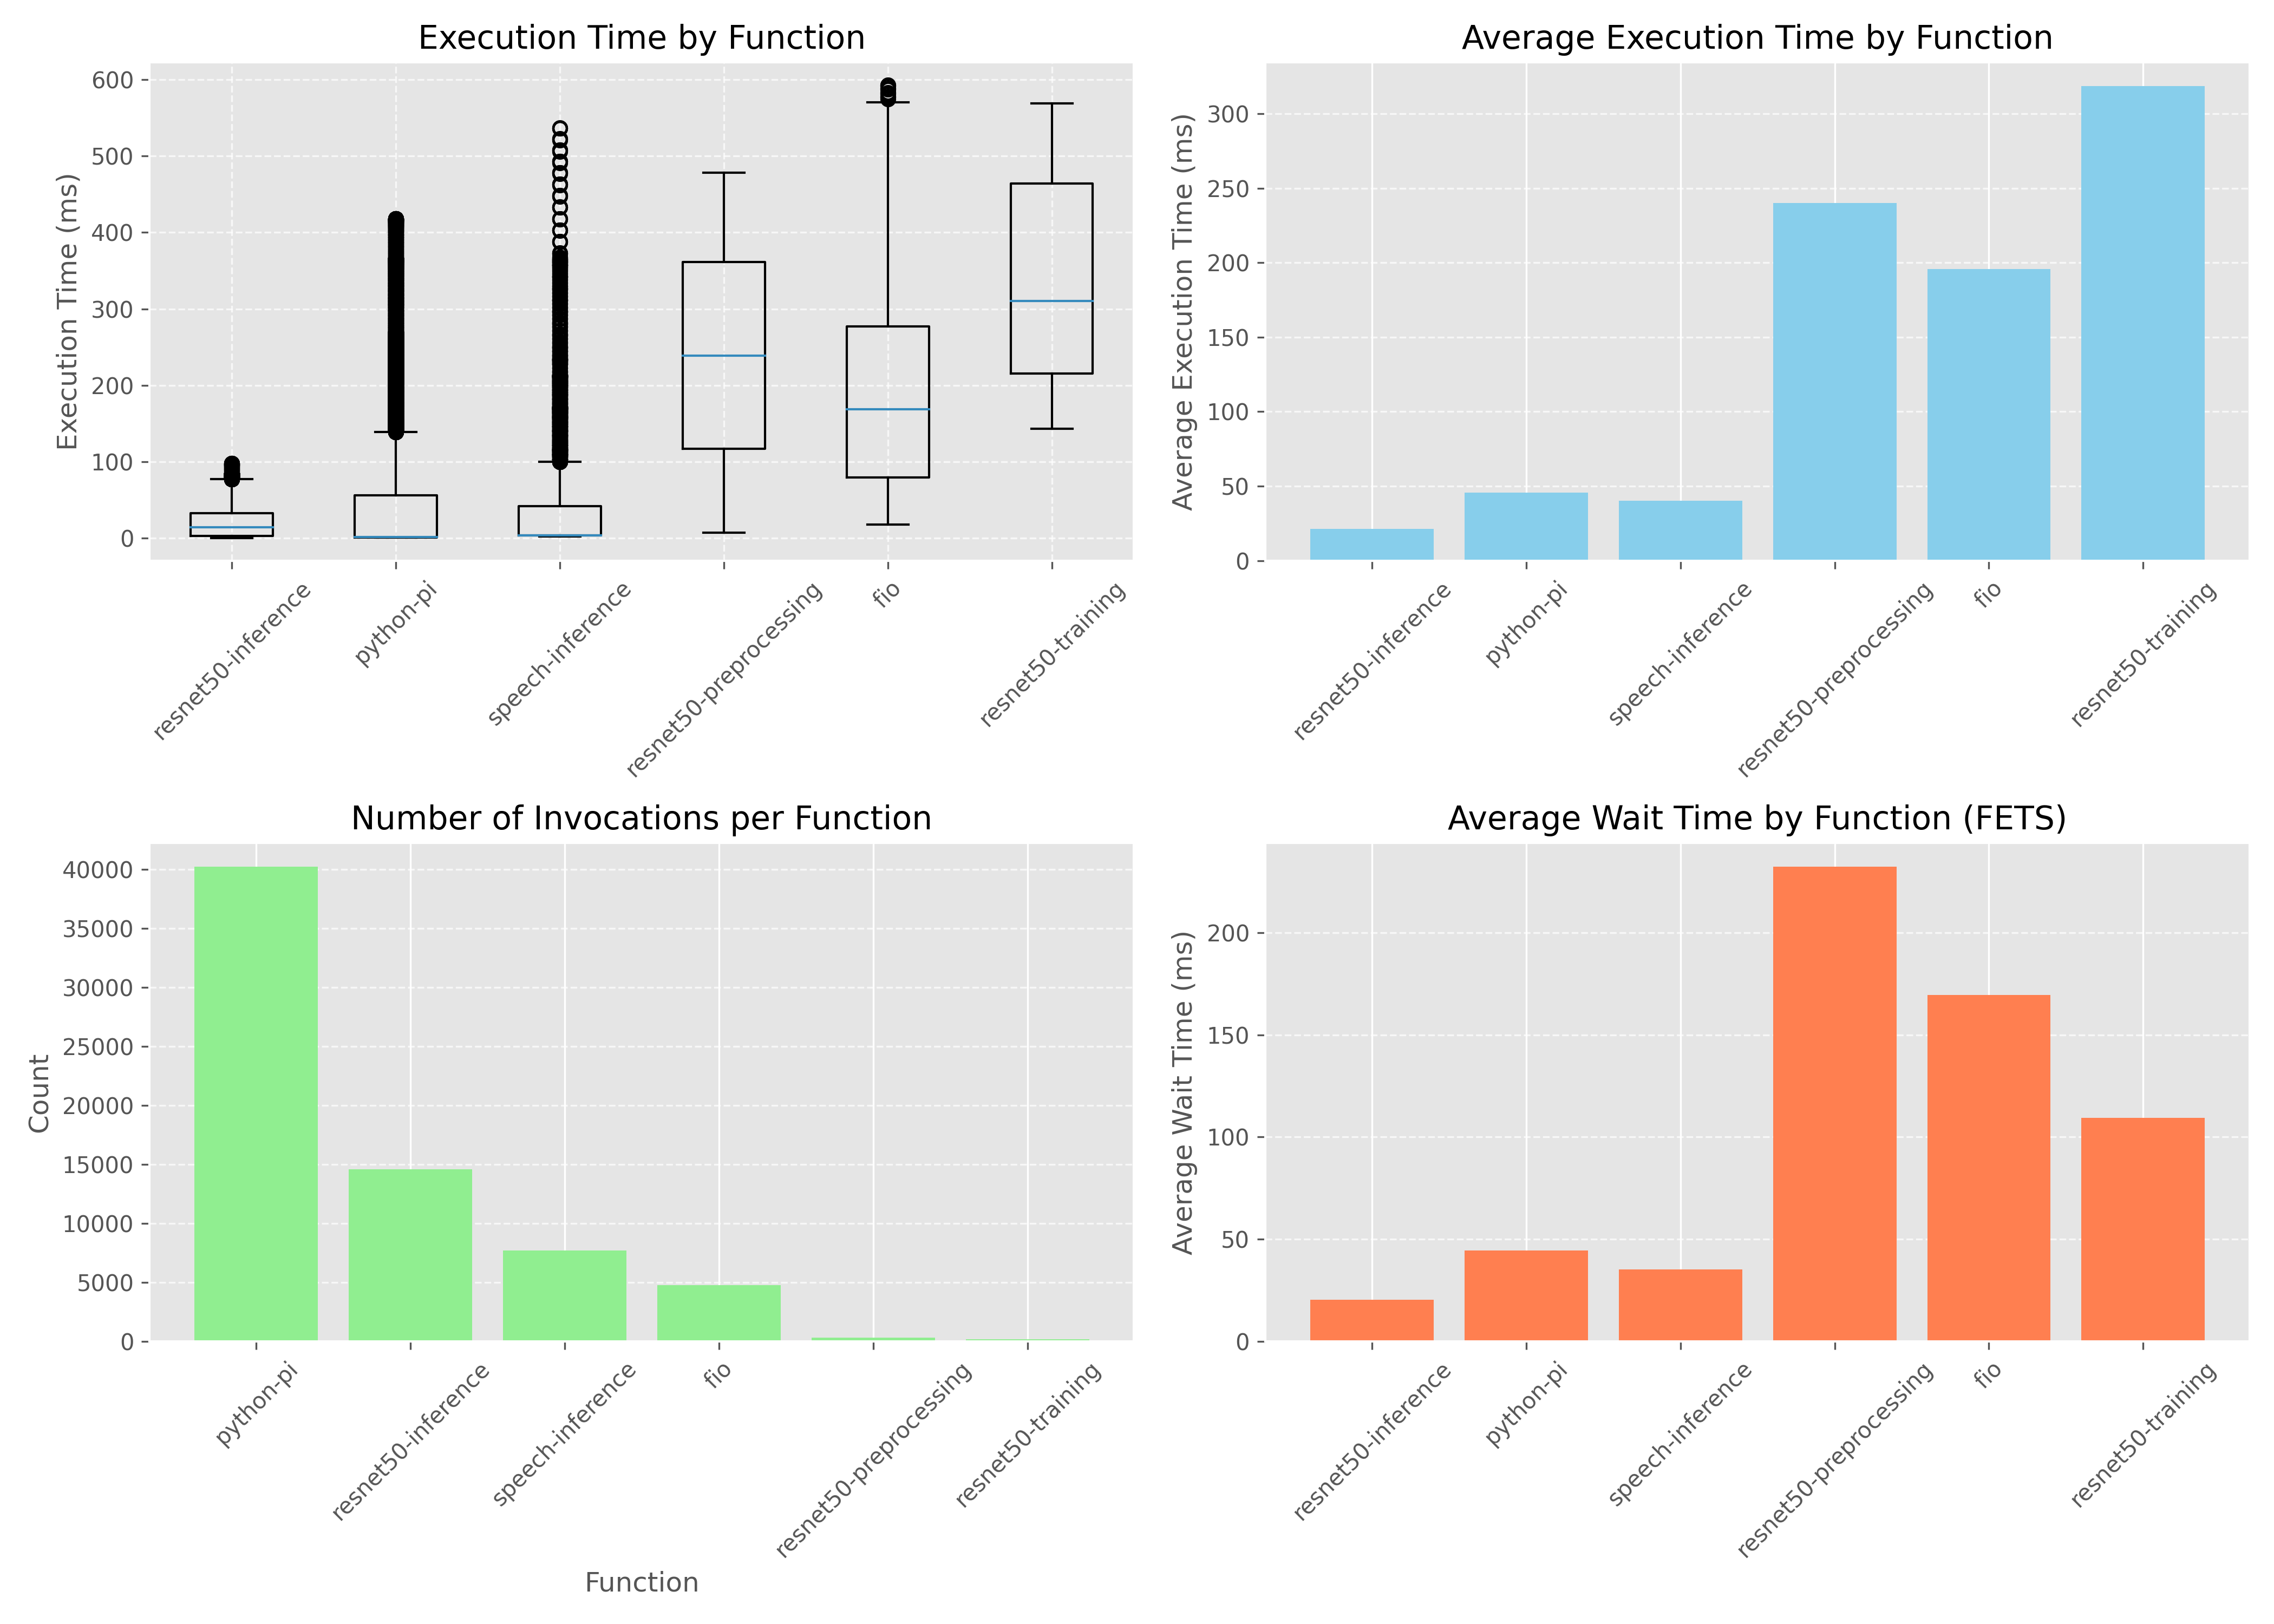 Execution Time by Function
Execution Time (ms)
600
500
400
300
200
100
0
resnet50-inference
python-pi
speech-inference
resnet50-preprocessing
fio
resnet50-training
Average Execution Time by Function
Average Execution Time (ms)
300
250
200
150
100
50
0
resnet50-inference
python-pi
speech-inference
resnet50-preprocessing
fio
resnet50-training
Number of Invocations per Function
Count
40000
35000
30000
25000
20000
15000
10000
5000
0
python-pi
resnet50-inference
speech-inference
fio
resnet50-preprocessing
resnet50-training
Function
Average Wait Time by Function (FETS)
Average Wait Time (ms)
200
150
100
50
0
resnet50-inference
python-pi
speech-inference
resnet50-preprocessing
fio
resnet50-training